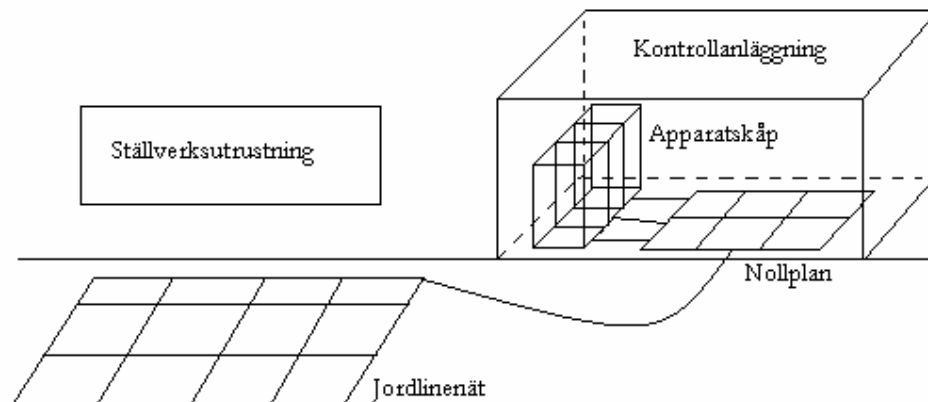 Kontrollanläggning
Ställverksutrustning
Apparatskåp
Nollplan
Jordlinenät